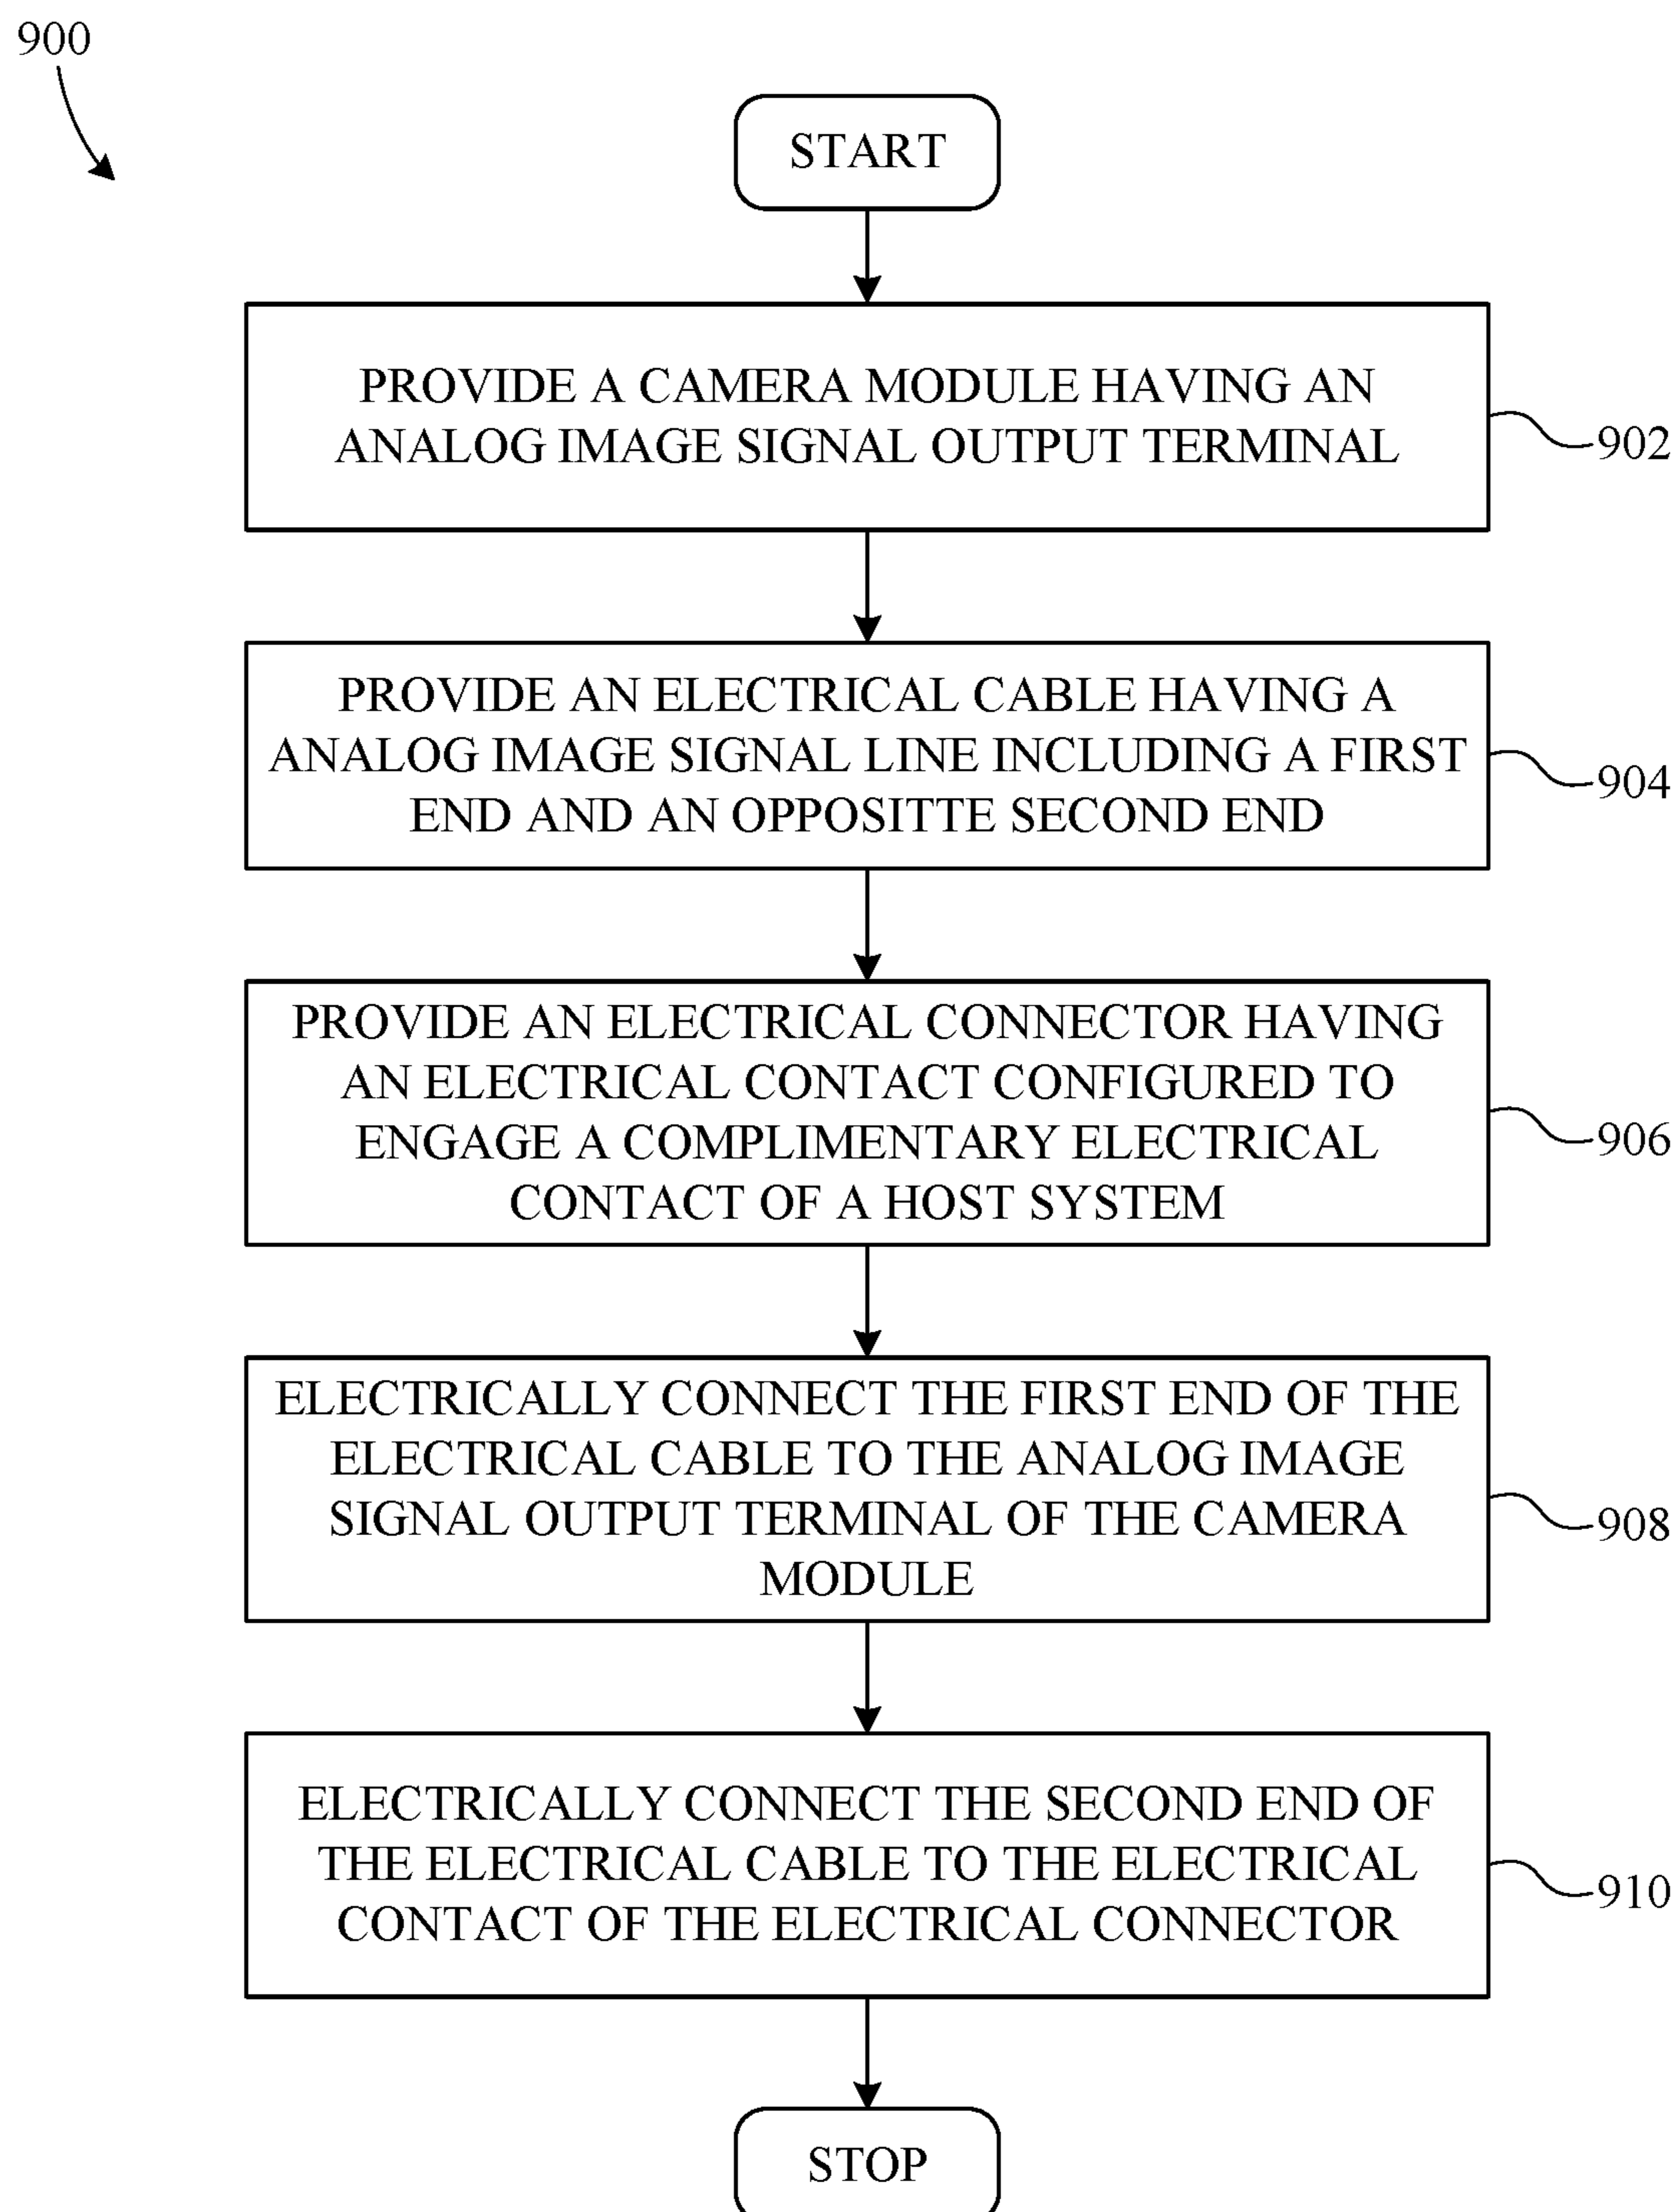 900
START
PROVIDE A CAMERA MODULE HAVING AN
ANALOG IMAGE SIGNAL OUTPUT TERMINAL
902
PROVIDE AN ELECTRICAL CABLE HAVING A
ANALOG IMAGE SIGNAL LINE INCLUDING A FIRST
END AND AN OPPOSITTE SECOND END
904
PROVIDE AN ELECTRICAL CONNECTOR HAVING
AN ELECTRICAL CONTACT CONFIGURED TO
ENGAGE A COMPLIMENTARY ELECTRICAL
CONTACT OF A HOST SYSTEM
906
ELECTRICALLY CONNECT THE FIRST END OF THE
ELECTRICAL CABLE TO THE ANALOG IMAGE
SIGNAL OUTPUT TERMINAL OF THE CAMERA
MODULE
908
ELECTRICALLY CONNECT THE SECOND END OF
THE ELECTRICAL CABLE TO THE ELECTRICAL
CONTACT OF THE ELECTRICAL CONNECTOR
910
STOP